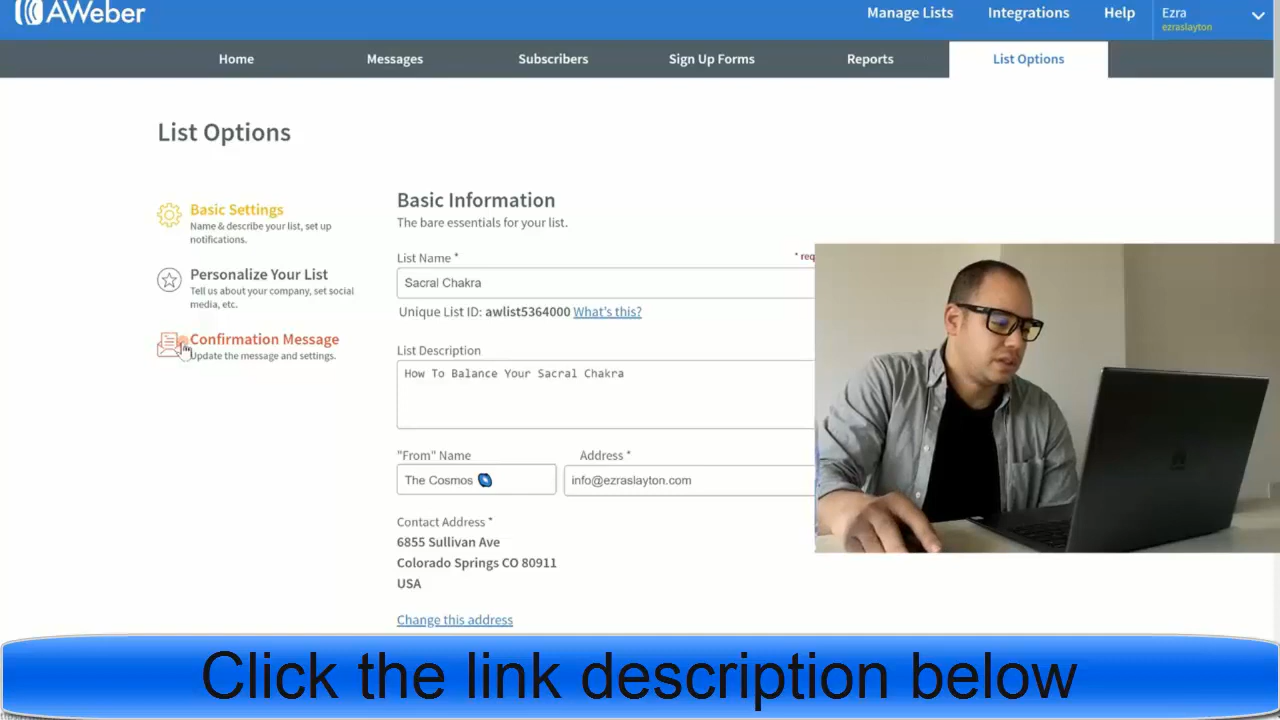 AWeber
Manage Lists
Integrations
Help
Ezra
ezraslayton
Home
Messages
Subscribers
Sign Up Forms
Reports
List Options
List Options
Basic Settings
Name & describe your list, set up
notifications.
Personalize Your List
Tell us about your company, set social
media, etc.
Confirmation Message
Update the message and settings.
Basic Information
The bare essentials for your list.
List Name *
* req
Sacral Chakra
Unique List ID: awlist5364000 What's this?
List Description
How To Balance Your Sacral Chakra
"From" Name
Address *
The Cosmos
info@ezraslayton.com
Contact Address *
6855 Sullivan Ave
Colorado Springs CO 80911
USA
Change this address
Click the link description below